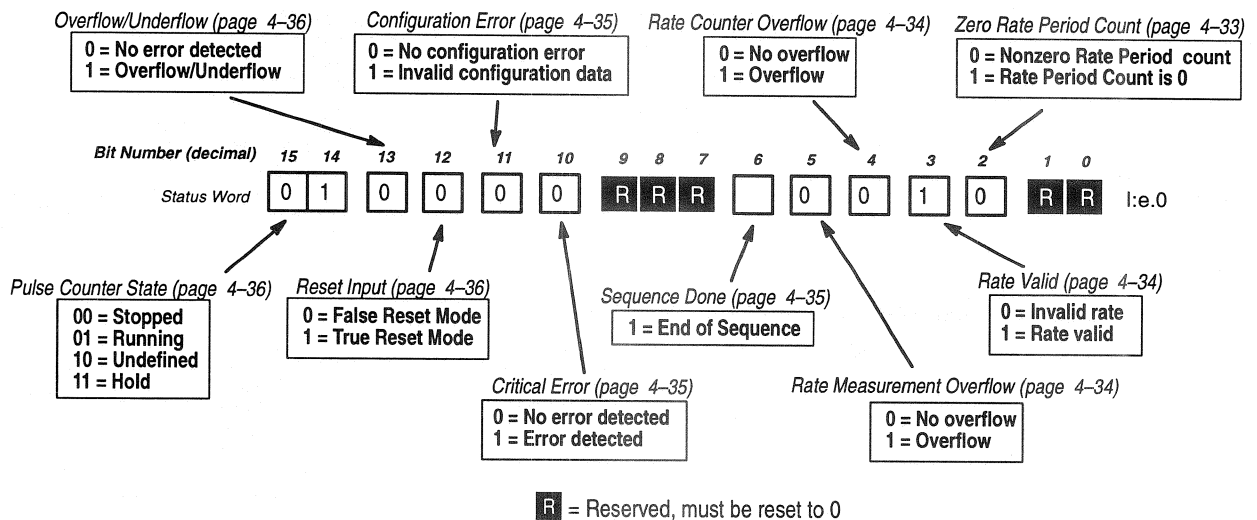 Overflow/Underflow (page 4–36)
0 = No error detected
1 = Overflow/Underflow
Configuration Error (page 4–35)
0 = No configuration error
1 = Invalid configuration data
Rate Counter Overflow (page 4–34)
0 = No overflow
1 = Overflow
Zero Rate Period Count (page 4–33)
0 = Nonzero Rate Period count
1 = Rate Period Count is 0
Bit Number (decimal) 15 14 13 12 11 10 9 8 7 6 5 4 3 2 1 0
Status Word 0 1 0 0 0 0 R R R 0 0 1 0 R R I:e.0
Pulse Counter State (page 4–36)
00 = Stopped
01 = Running
10 = Undefined
11 = Hold
Reset Input (page 4–36)
0 = False Reset Mode
1 = True Reset Mode
Sequence Done (page 4–35)
1 = End of Sequence
Rate Valid (page 4–34)
0 = Invalid rate
1 = Rate valid
Critical Error (page 4–35)
0 = No error detected
1 = Error detected
Rate Measurement Overflow (page 4–34)
0 = No overflow
1 = Overflow
R = Reserved, must be reset to 0